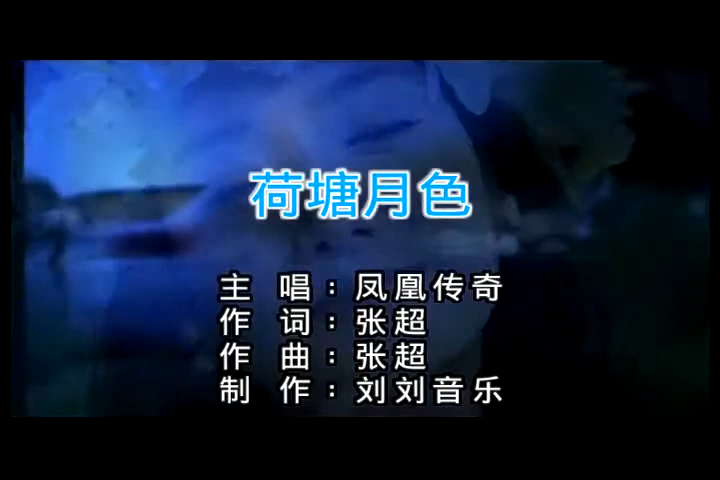 荷塘月色
主 唱：凤凰传奇
作 词：张超
作 曲：张超
制 作：刘刘音乐